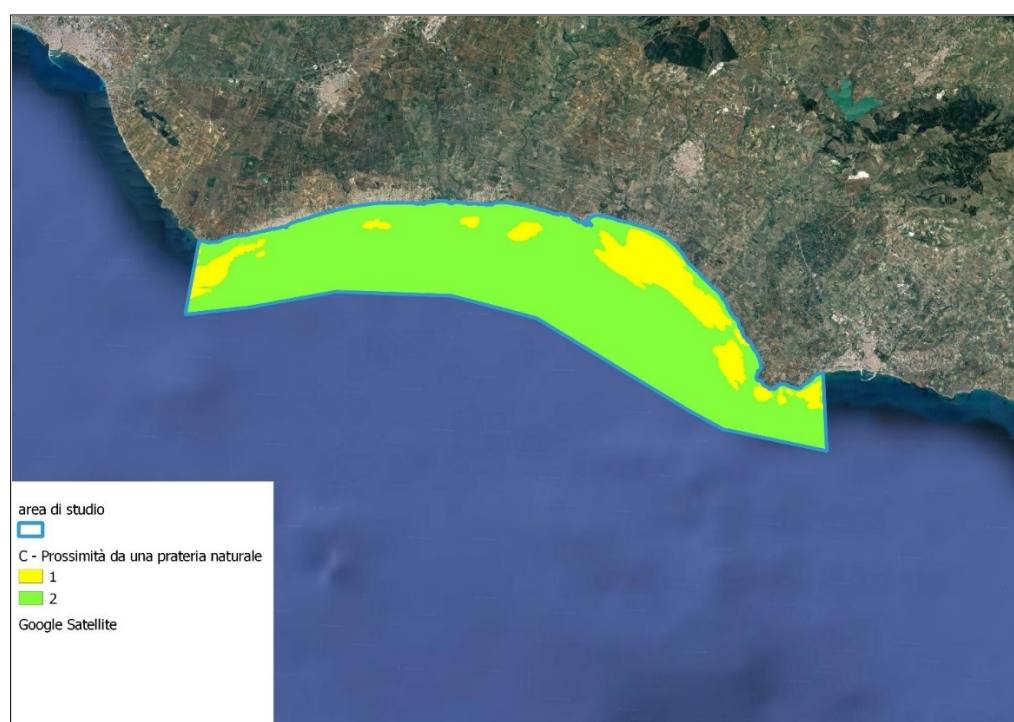 area di studio
C - Prossimità da una prateria naturale
1
2
Google Satellite